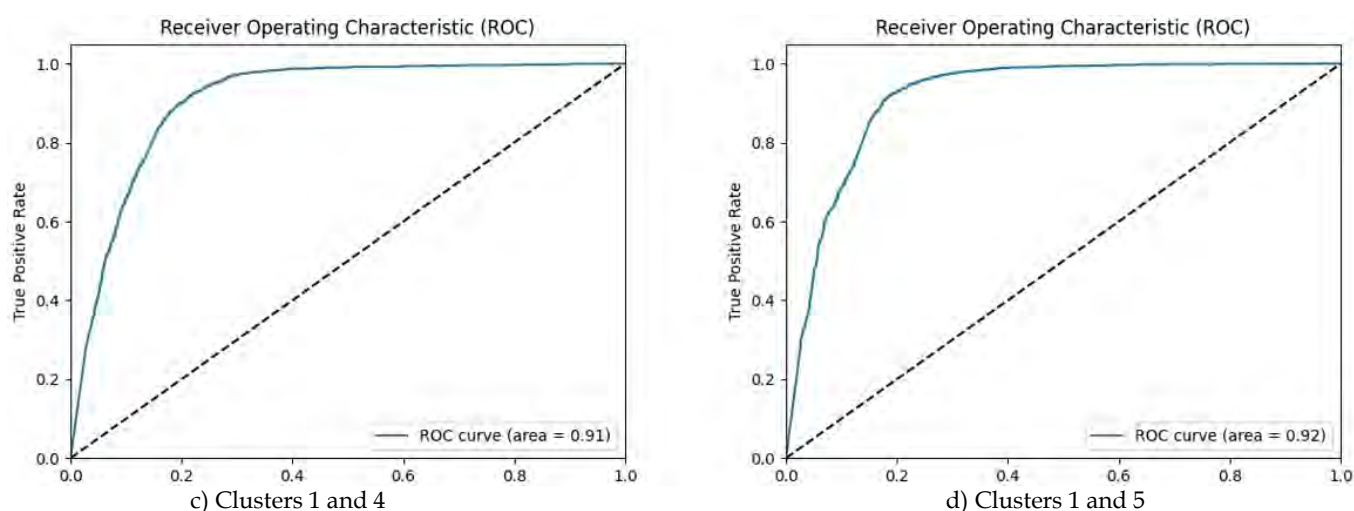 Receiver Operating Characteristic (ROC)
1.0
0.8
0.6
0.4
0.2
0.0
True Positive Rate
ROC curve (area = 0.91)
0.0 0.2 0.4 0.6 0.8 1.0
c) Clusters 1 and 4
Receiver Operating Characteristic (ROC)
1.0
0.8
0.6
0.4
0.2
0.0
True Positive Rate
ROC curve (area = 0.92)
0.0 0.2 0.4 0.6 0.8 1.0
d) Clusters 1 and 5